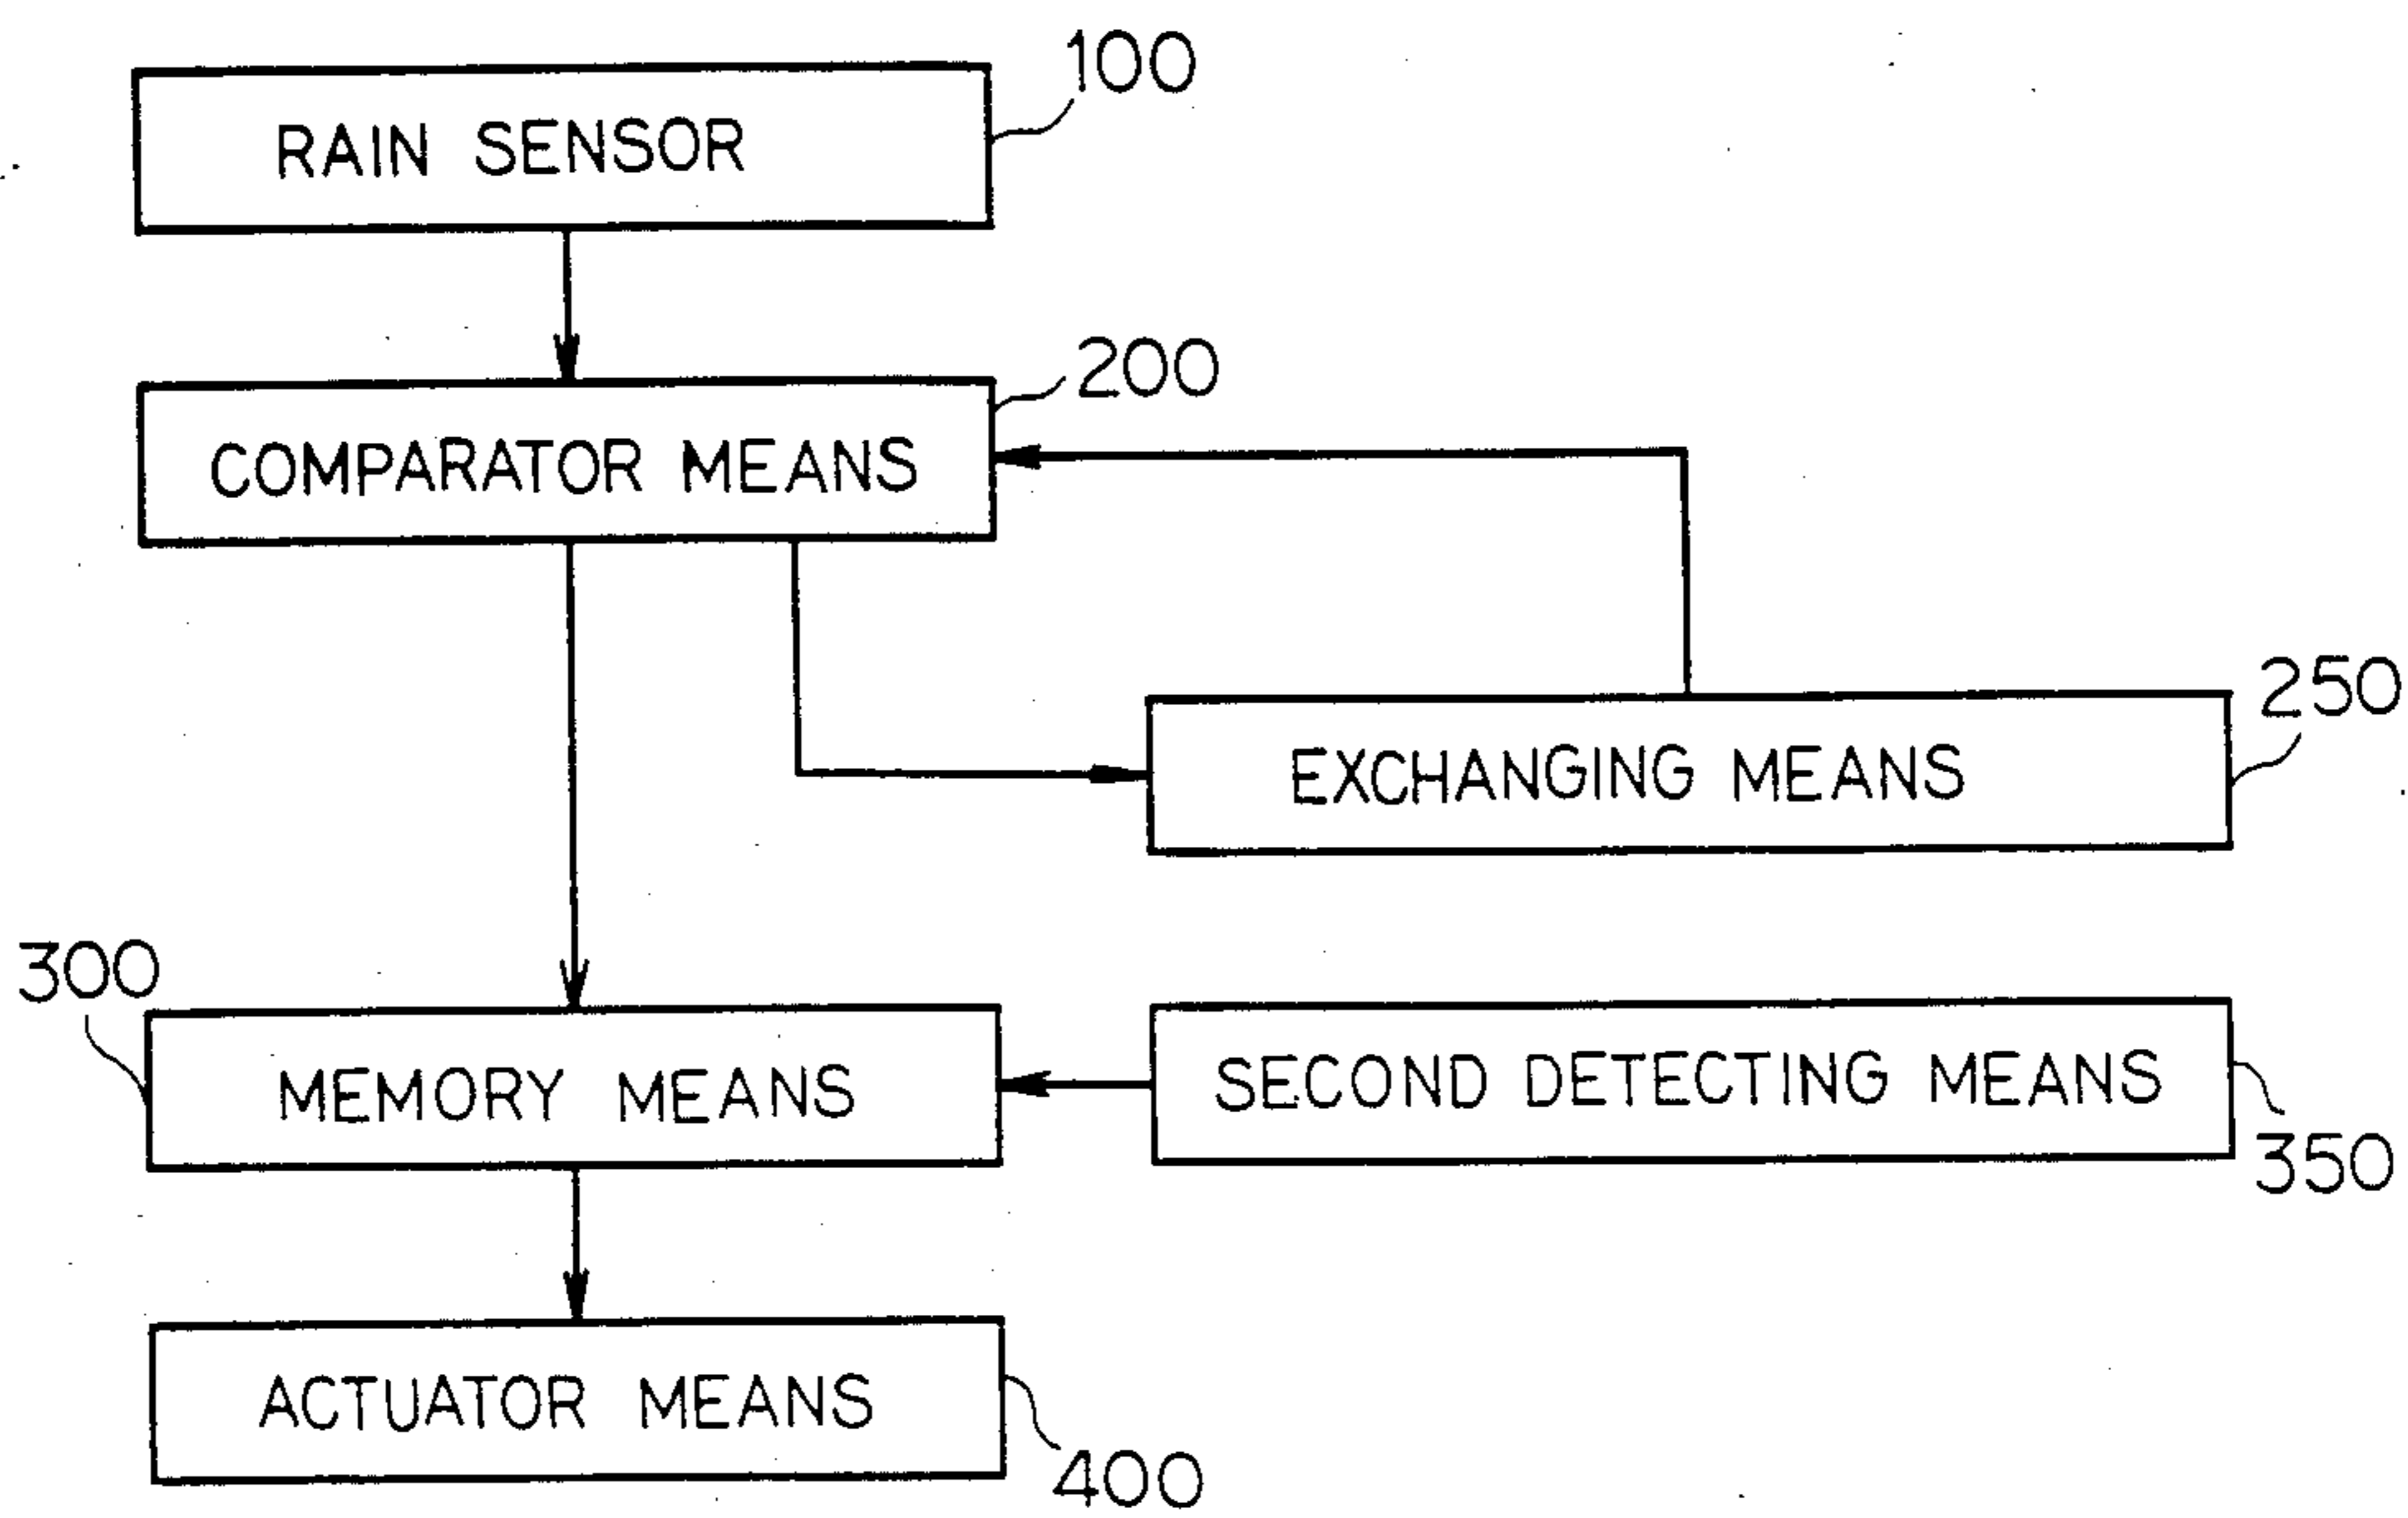 100
RAIN SENSOR
200
COMPARATOR MEANS
250
EXCHANGING MEANS
300
MEMORY MEANS
SECOND DETECTING MEANS
350
ACTUATOR MEANS
400